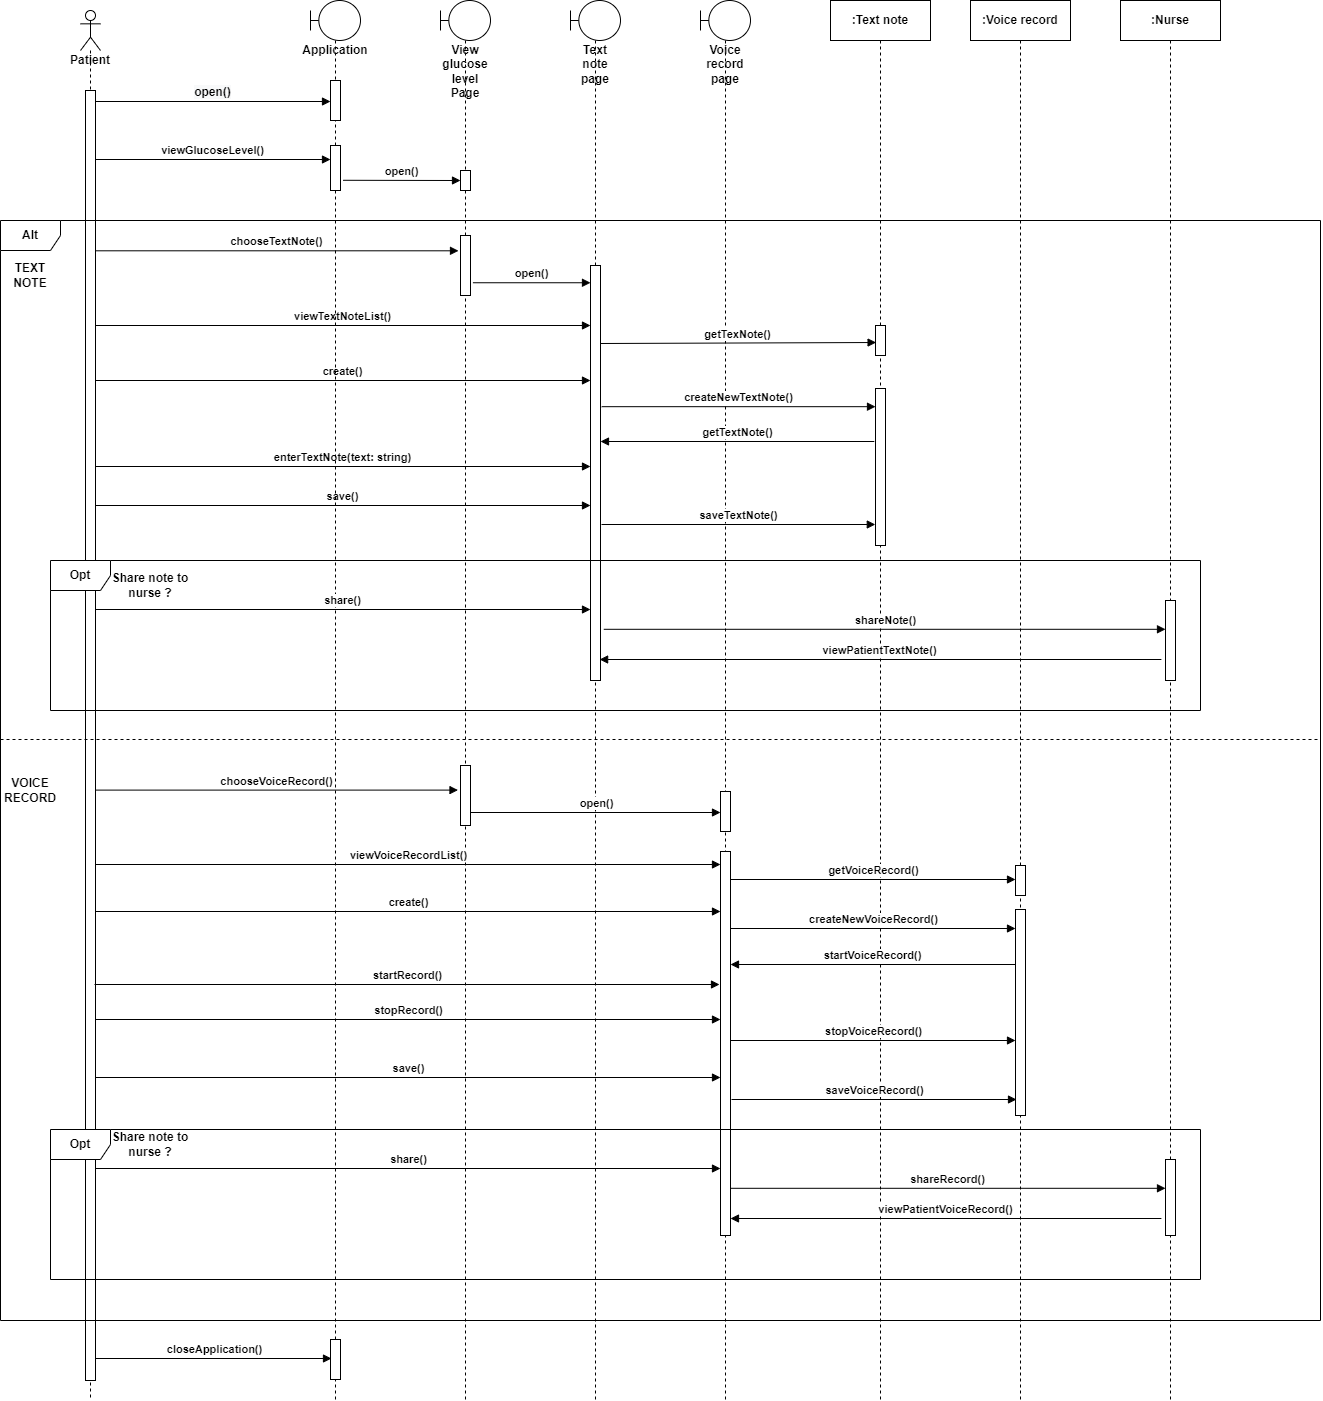 Patient
Application
View
glucose
level
Page
Text
note
page
Voice
record
page
:Text note
:Voice record
:Nurse
open()
viewGlucoseLevel()
open()
Alt
TEXT
NOTE
chooseTextNote()
open()
viewTextNoteList()
getTexNote()
create()
createNewTextNote()
getTextNote()
enterTextNote(text: string)
save()
saveTextNote()
Opt
Share note to
nurse ?
share()
shareNote()
viewPatientTextNote()
VOICE
RECORD
chooseVoiceRecord()
open()
viewVoiceRecordList()
getVoiceRecord()
create()
createNewVoiceRecord()
startVoiceRecord()
startRecord()
stopRecord()
stopVoiceRecord()
save()
saveVoiceRecord()
Opt
Share note to
nurse ?
share()
shareRecord()
viewPatientVoiceRecord()
closeApplication()